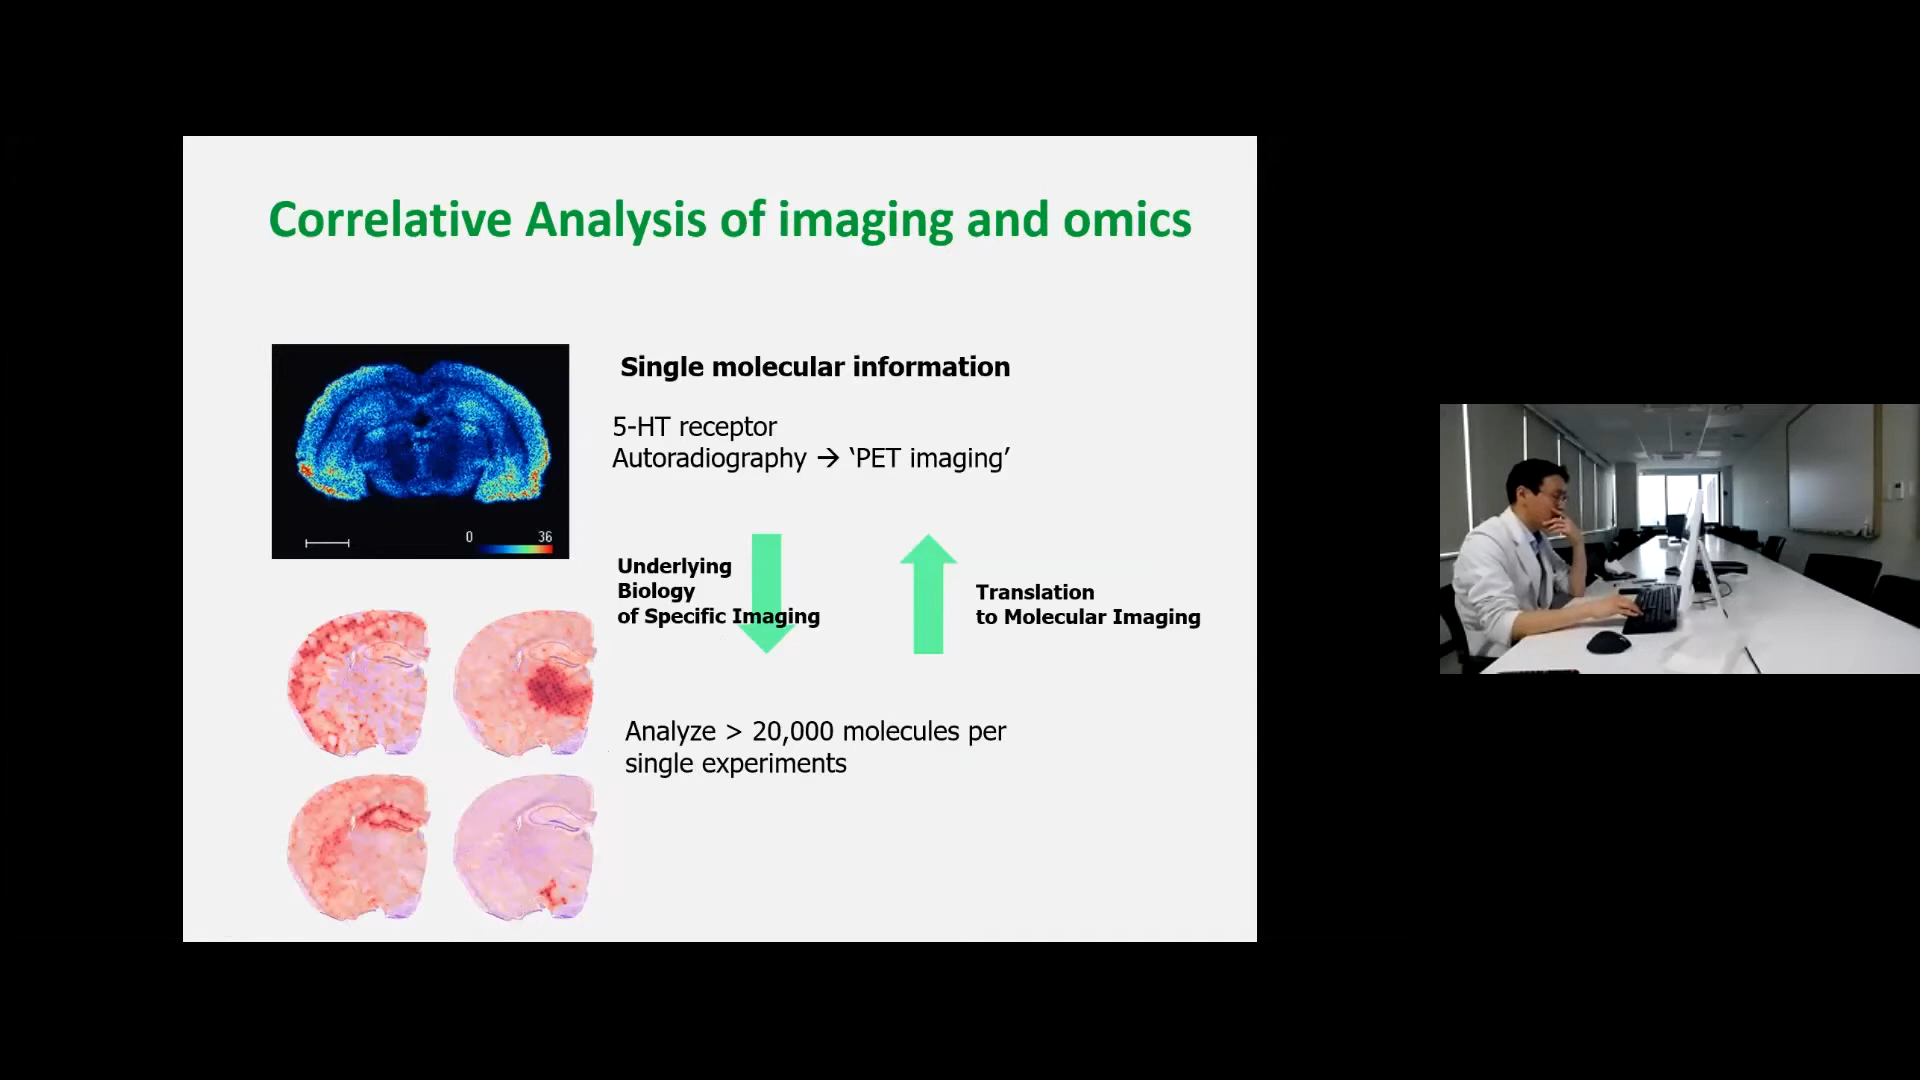 Correlative Analysis of imaging and omics
Single molecular information
5-HT receptor
Autoradiography → ‘PET imaging’
0 36
Underlying
Biology
of Specific Imaging
Translation
to Molecular Imaging
Analyze > 20,000 molecules per
single experiments